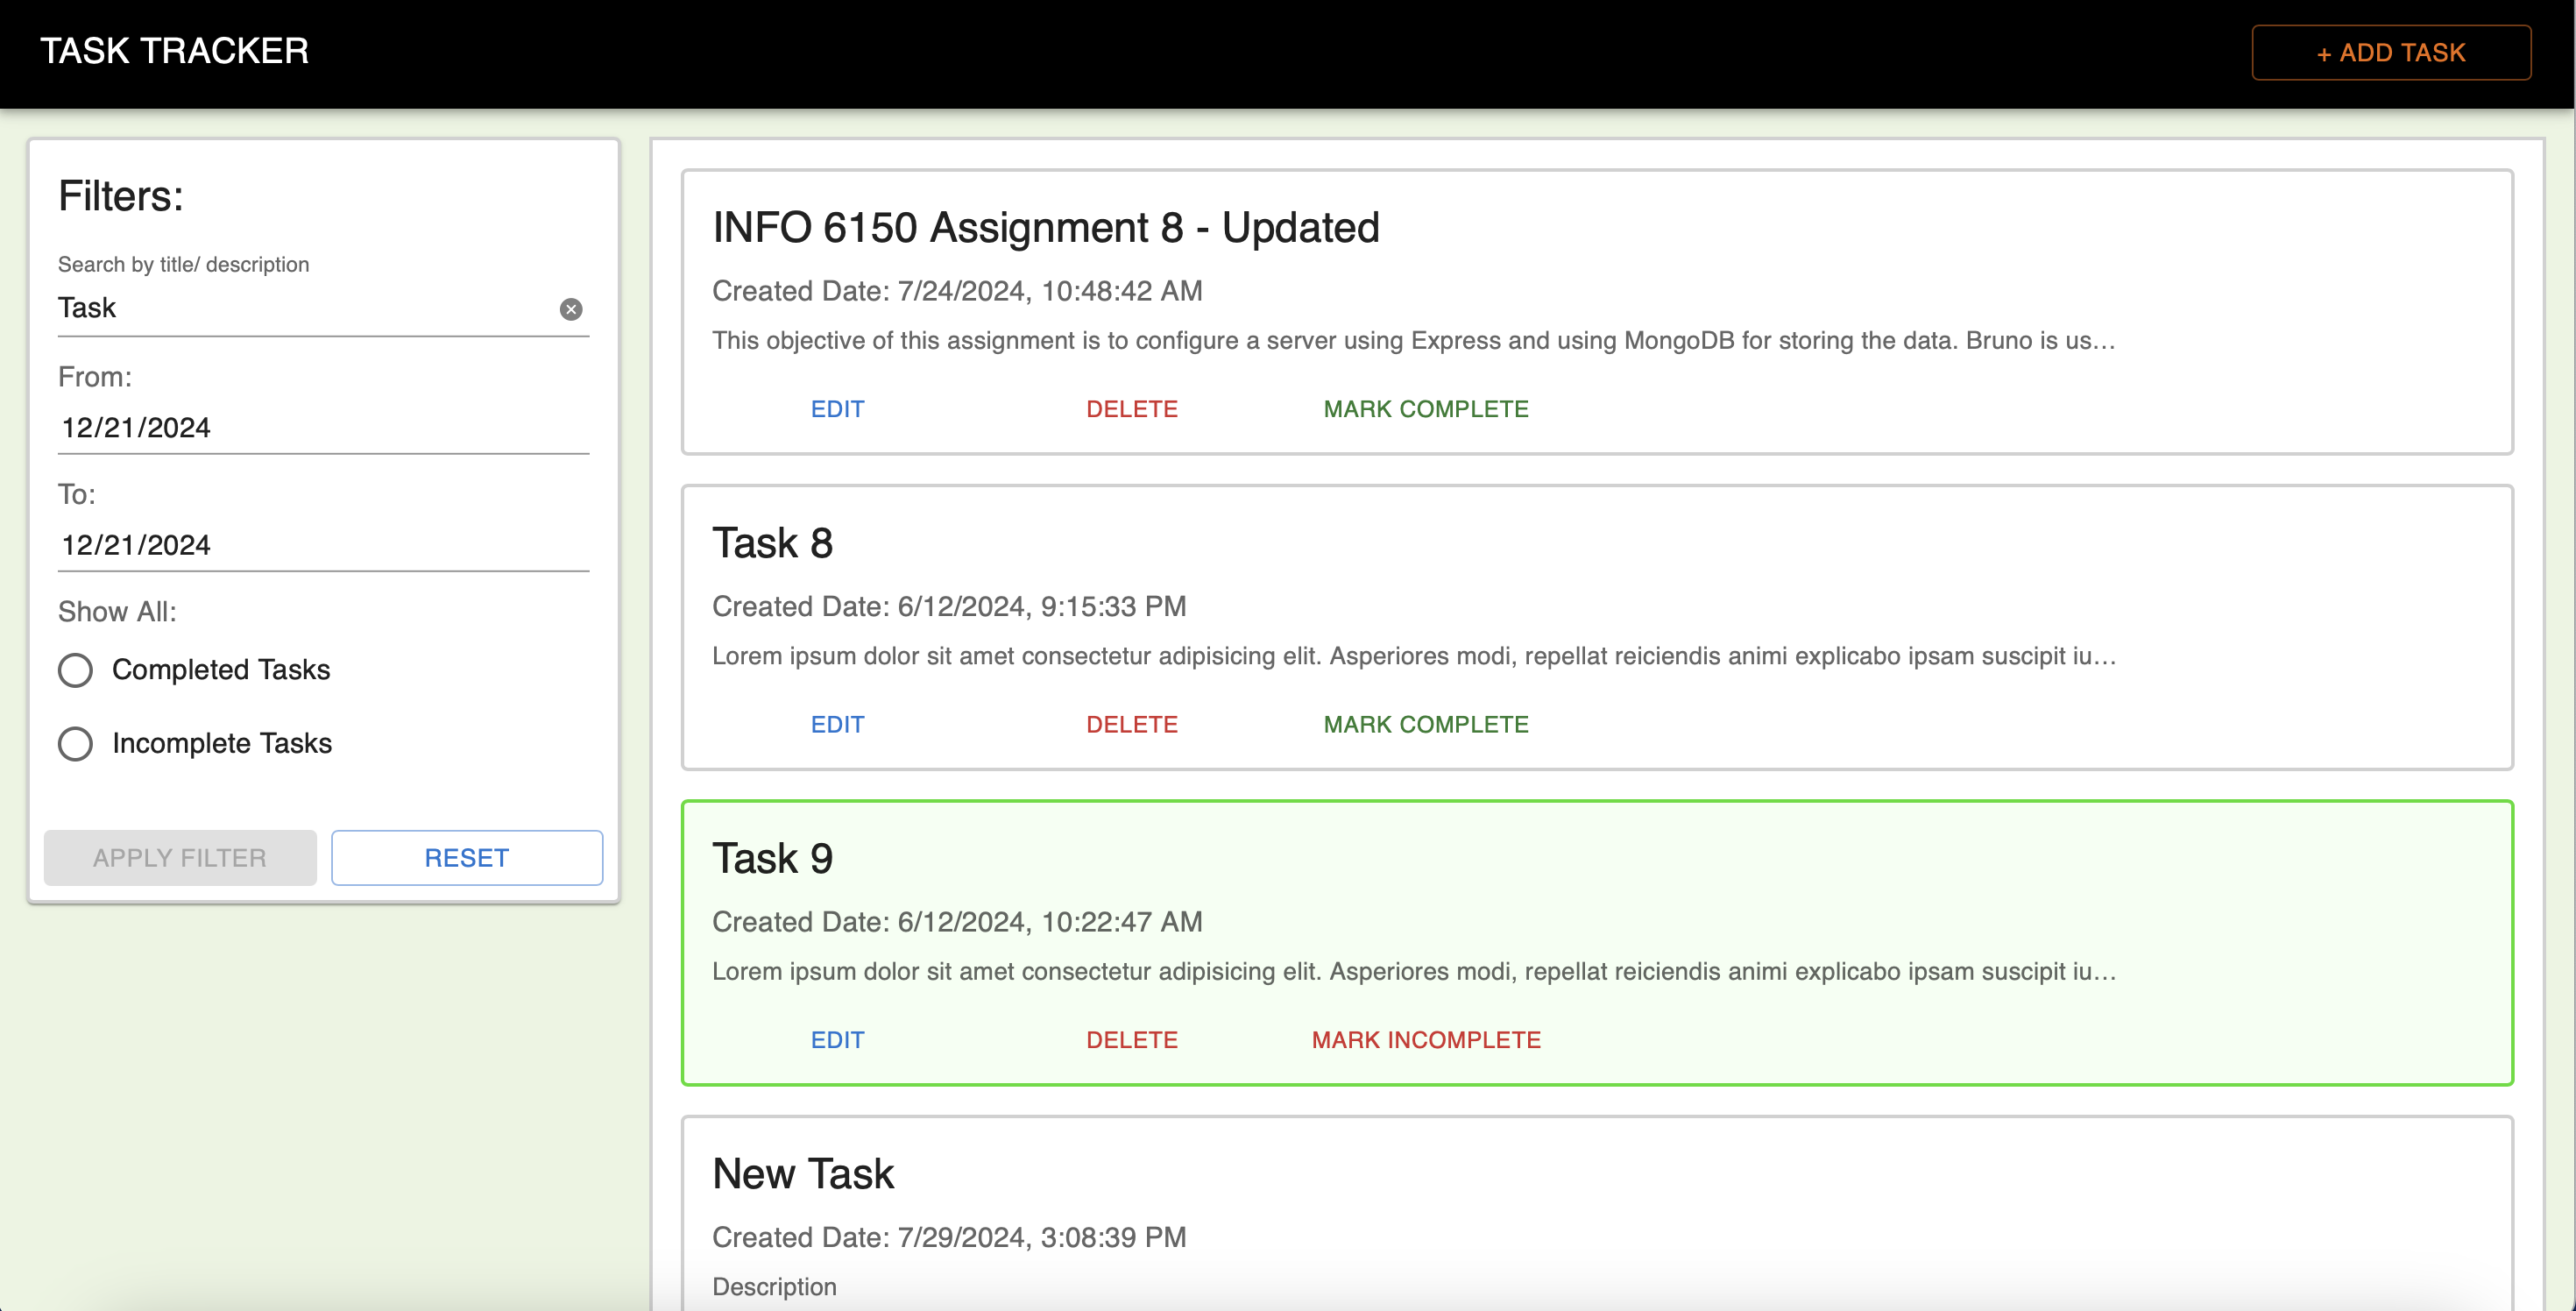 TASK TRACKER
+ ADD TASK
Filters:
Search by title/ description
Task
From:
12/21/2024
To:
12/21/2024
Show All:
Completed Tasks
Incomplete Tasks
APPLY FILTER
RESET
INFO 6150 Assignment 8 - Updated
Created Date: 7/24/2024, 10:48:42 AM
This objective of this assignment is to configure a server using Express and using MongoDB for storing the data. Bruno is us…
EDIT
DELETE
MARK COMPLETE
Task 8
Created Date: 6/12/2024, 9:15:33 PM
Lorem ipsum dolor sit amet consectetur adipisicing elit. Asperiores modi, repellat reiciendis animi explicabo ipsam suscipit iu…
EDIT
DELETE
MARK COMPLETE
Task 9
Created Date: 6/12/2024, 10:22:47 AM
Lorem ipsum dolor sit amet consectetur adipisicing elit. Asperiores modi, repellat reiciendis animi explicabo ipsam suscipit iu…
EDIT
DELETE
MARK INCOMPLETE
New Task
Created Date: 7/29/2024, 3:08:39 PM
Description